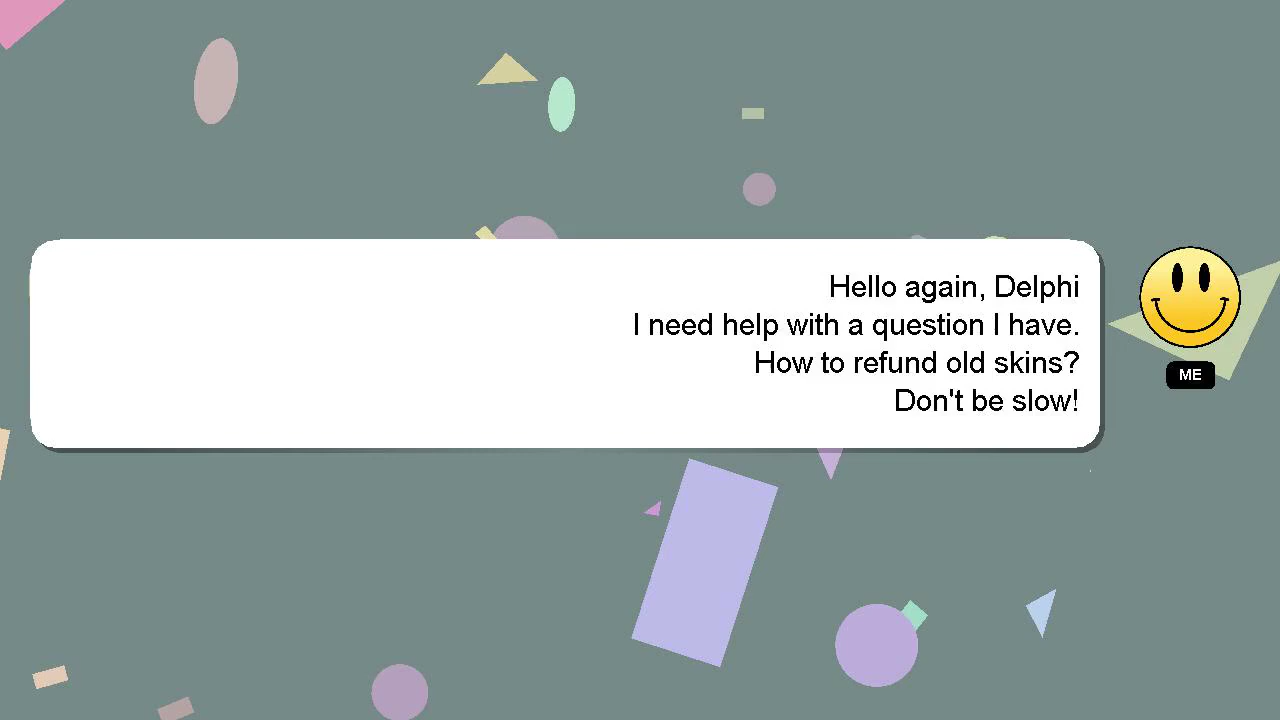 Hello again, Delphi
I need help with a question I have.
How to refund old skins?
Don't be slow!
ME